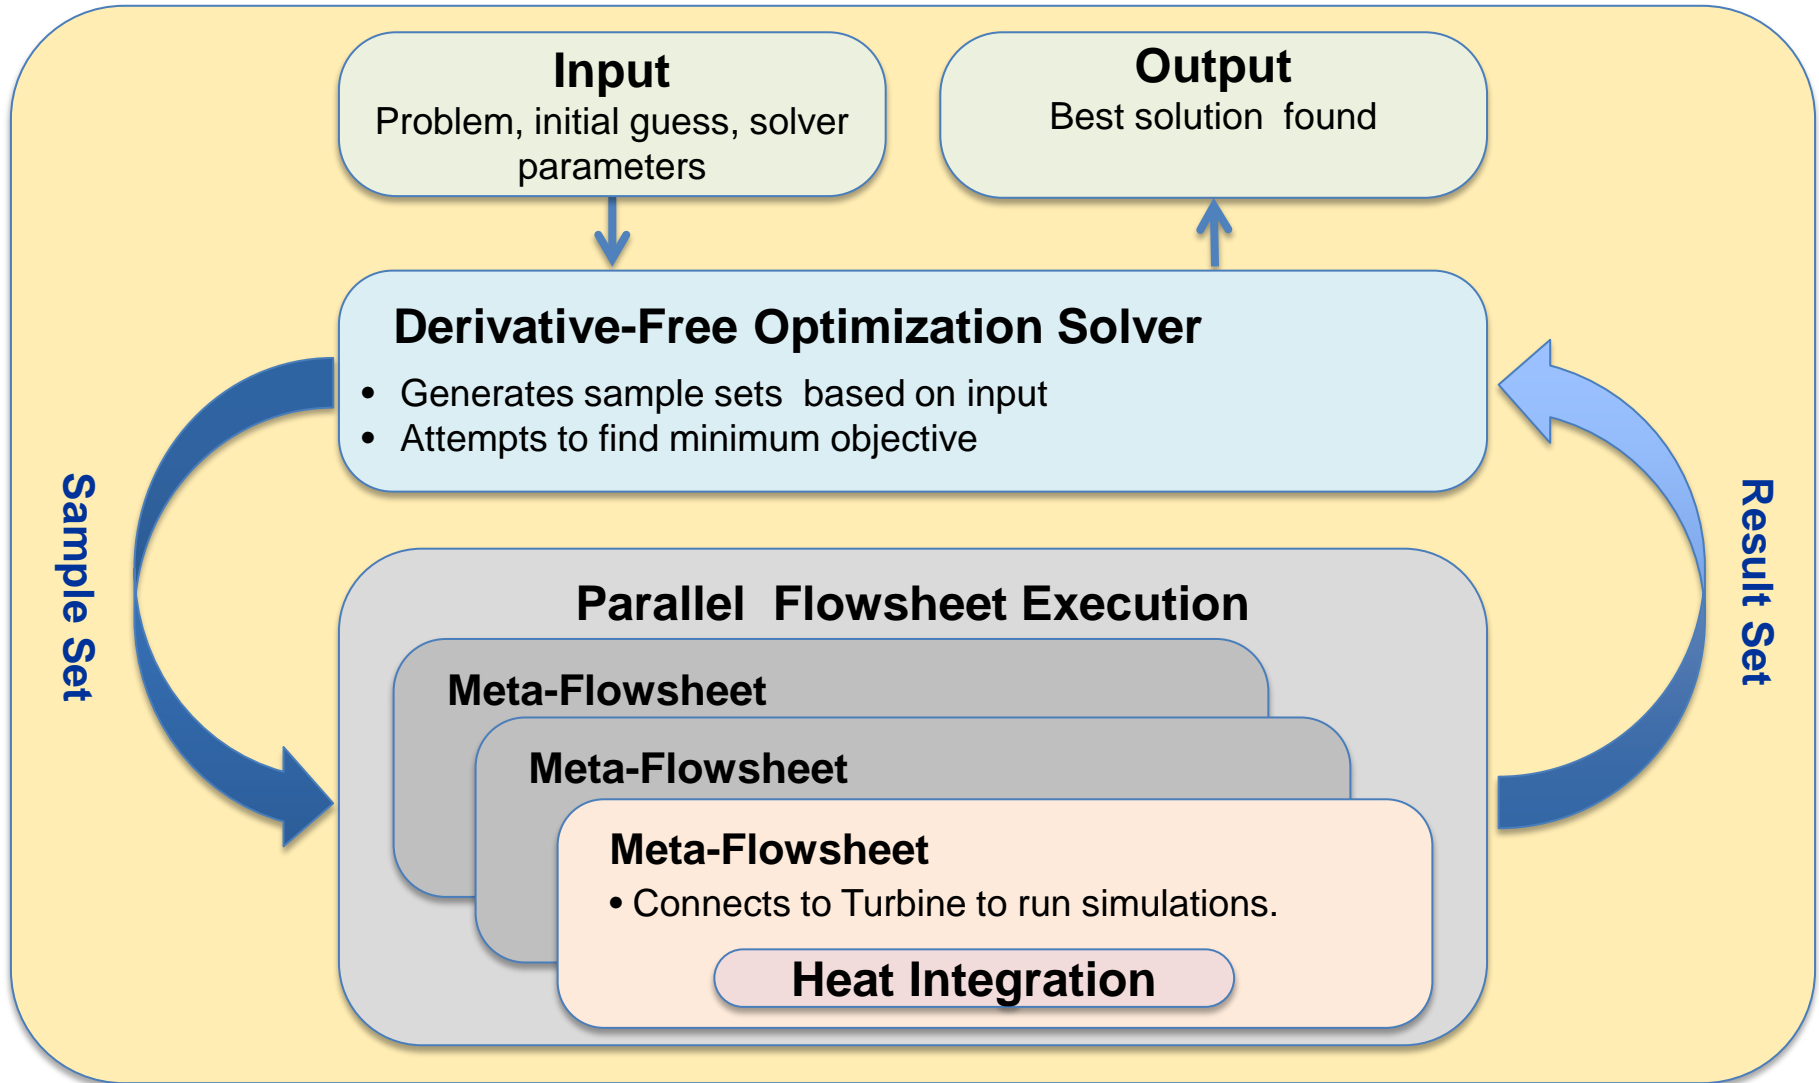 Input
Problem, initial guess, solver
parameters
Output
Best solution  found
Derivative-Free Optimization Solver
• Generates sample sets  based on input
• Attempts to find minimum objective
Sample Set
Result Set
Parallel  Flowsheet Execution
Meta-Flowsheet
Meta-Flowsheet
Meta-Flowsheet
• Connects to Turbine to run simulations.
Heat Integration